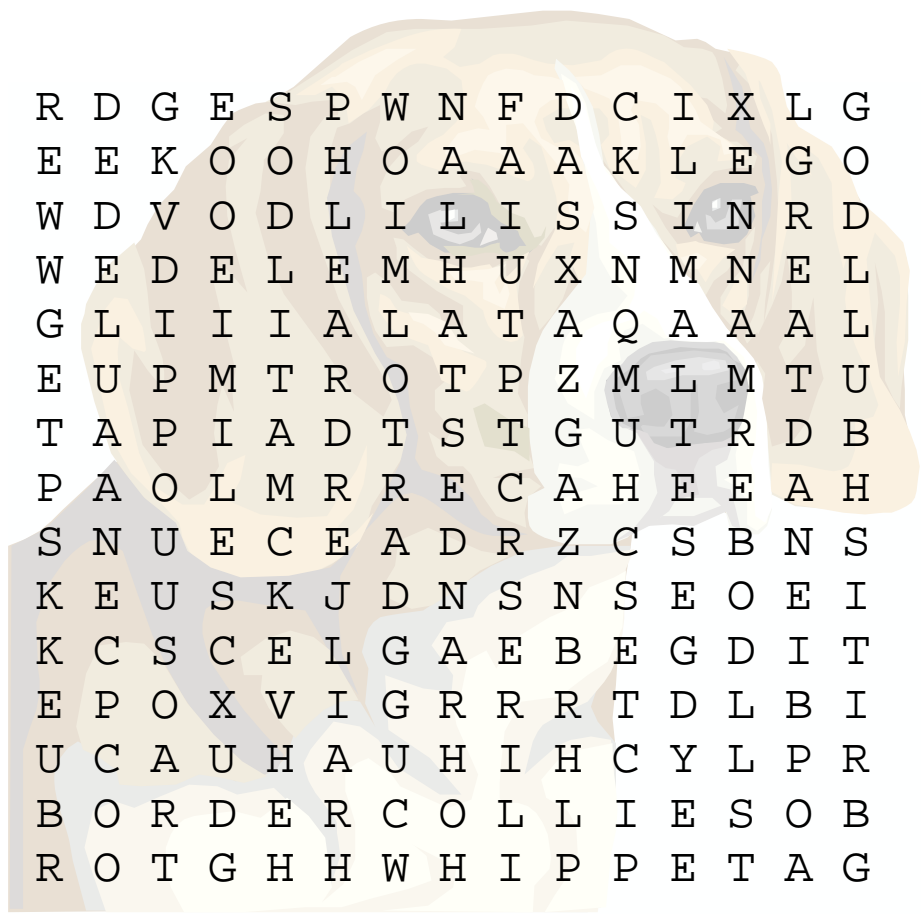 R D G E S P W N F D C I X L G
E E K O O H O A A A K L E G O
W D V O D L I L I S S I N R D
W E D E L E M H U X N M N E L
G L I I I A L A T A Q A A A L
E U P M T R O T P Z M L M T U
T A P I A D T S T G U T R D B
P A O L M R R E C A H E E A H
S N U E C E A D R Z C S B N S
K E U S K J D N S N S E O E I
K C S C E L G A E B E G D I T
E P O X V I G R R R T D L B I
U C A U H A U H I H C Y L P R
B O R D E R C O L L I E S O B
R O T G H H W H I P P E T A G